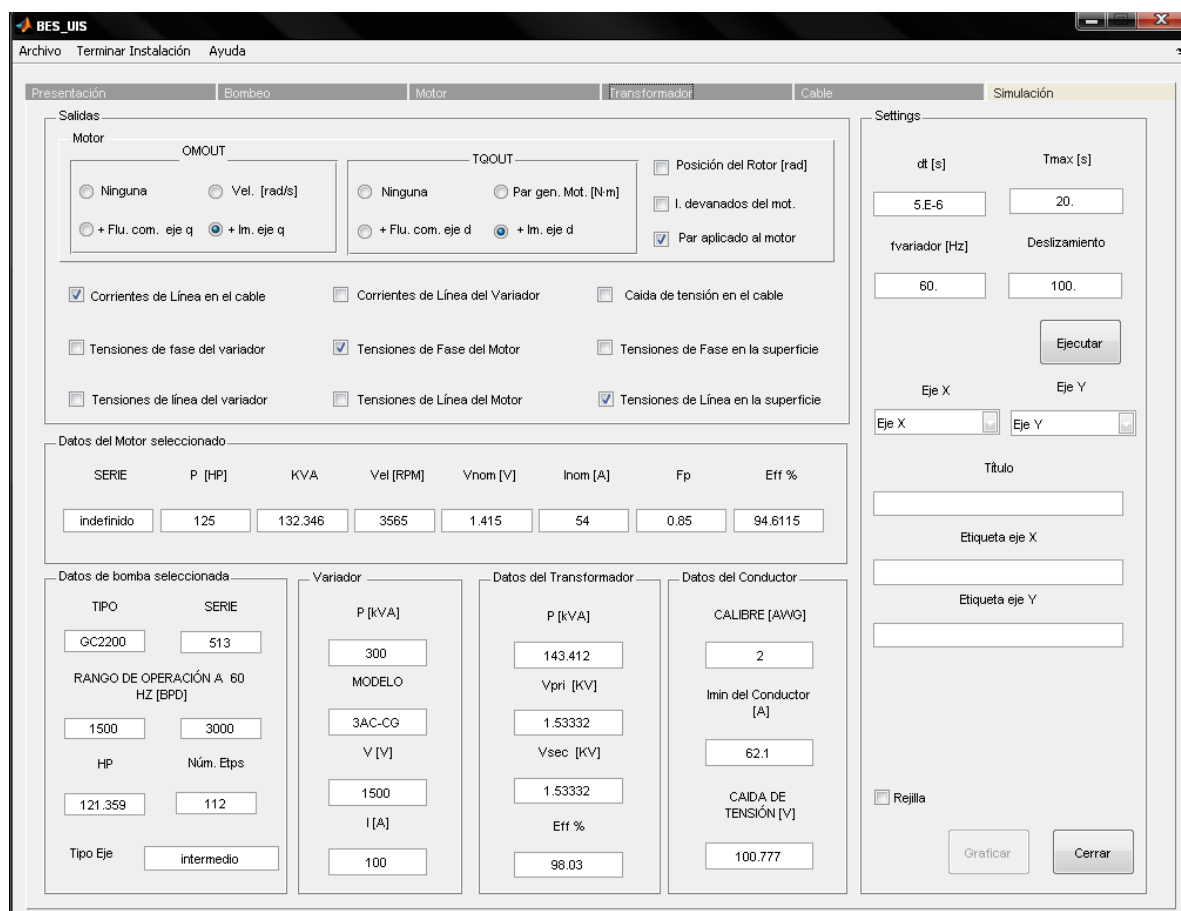 BES_UIS
Archivo Terminar Instalación Ayuda
Presentación Bombeo Motor Transformador Cable Simulación
Salidas
Motor
OMOUT
Ninguna Vel. [rad/s]
+ Flu. com. eje q + Im. eje q
TQOUT
Ninguna Par gen. Mot. [N·m]
+ Flu. com. eje d + Im. eje d
Posición del Rotor [rad]
I. devanados del mot.
Par aplicado al motor
Corrientes de Línea en el cable Corrientes de Línea del Variador Caida de tensión en el cable
Tensiones de fase del variador Tensiones de Fase del Motor Tensiones de Fase en la superficie
Tensiones de línea del variador Tensiones de Línea del Motor Tensiones de Línea en la superficie
Datos del Motor seleccionado
SERIE P [HP] KVA Vel [RPM] Vnom [V] Inom [A] Fp Eff %
indefinido 125 132.346 3565 1.415 54 0.85 94.6115
Datos de bomba seleccionada
TIPO SERIE
GC2200 513
RANGO DE OPERACIÓN A 60
HZ [BPD]
1500 3000
HP Núm. Etps
121.359 112
Tipo Eje intermedio
Variador
P [kVA]
300
MODELO
3AC-CG
V [V]
1500
I [A]
100
Datos del Transformador
P [kVA]
143.412
Vpri [KV]
1.53332
Vsec [KV]
1.53332
Eff %
98.03
Datos del Conductor
CALIBRE [AWG]
2
Imin del Conductor
[A]
62.1
CAIDA DE
TENSIÓN [V]
100.777
Settings
dt [s] Tmax [s]
5.E-6 20.
fvariador [Hz] Deslizamiento
60. 100.
Ejecutar
Eje X Eje Y
Eje X Eje Y
Título
Etiqueta eje X
Etiqueta eje Y
Rejilla
Graficar Cerrar